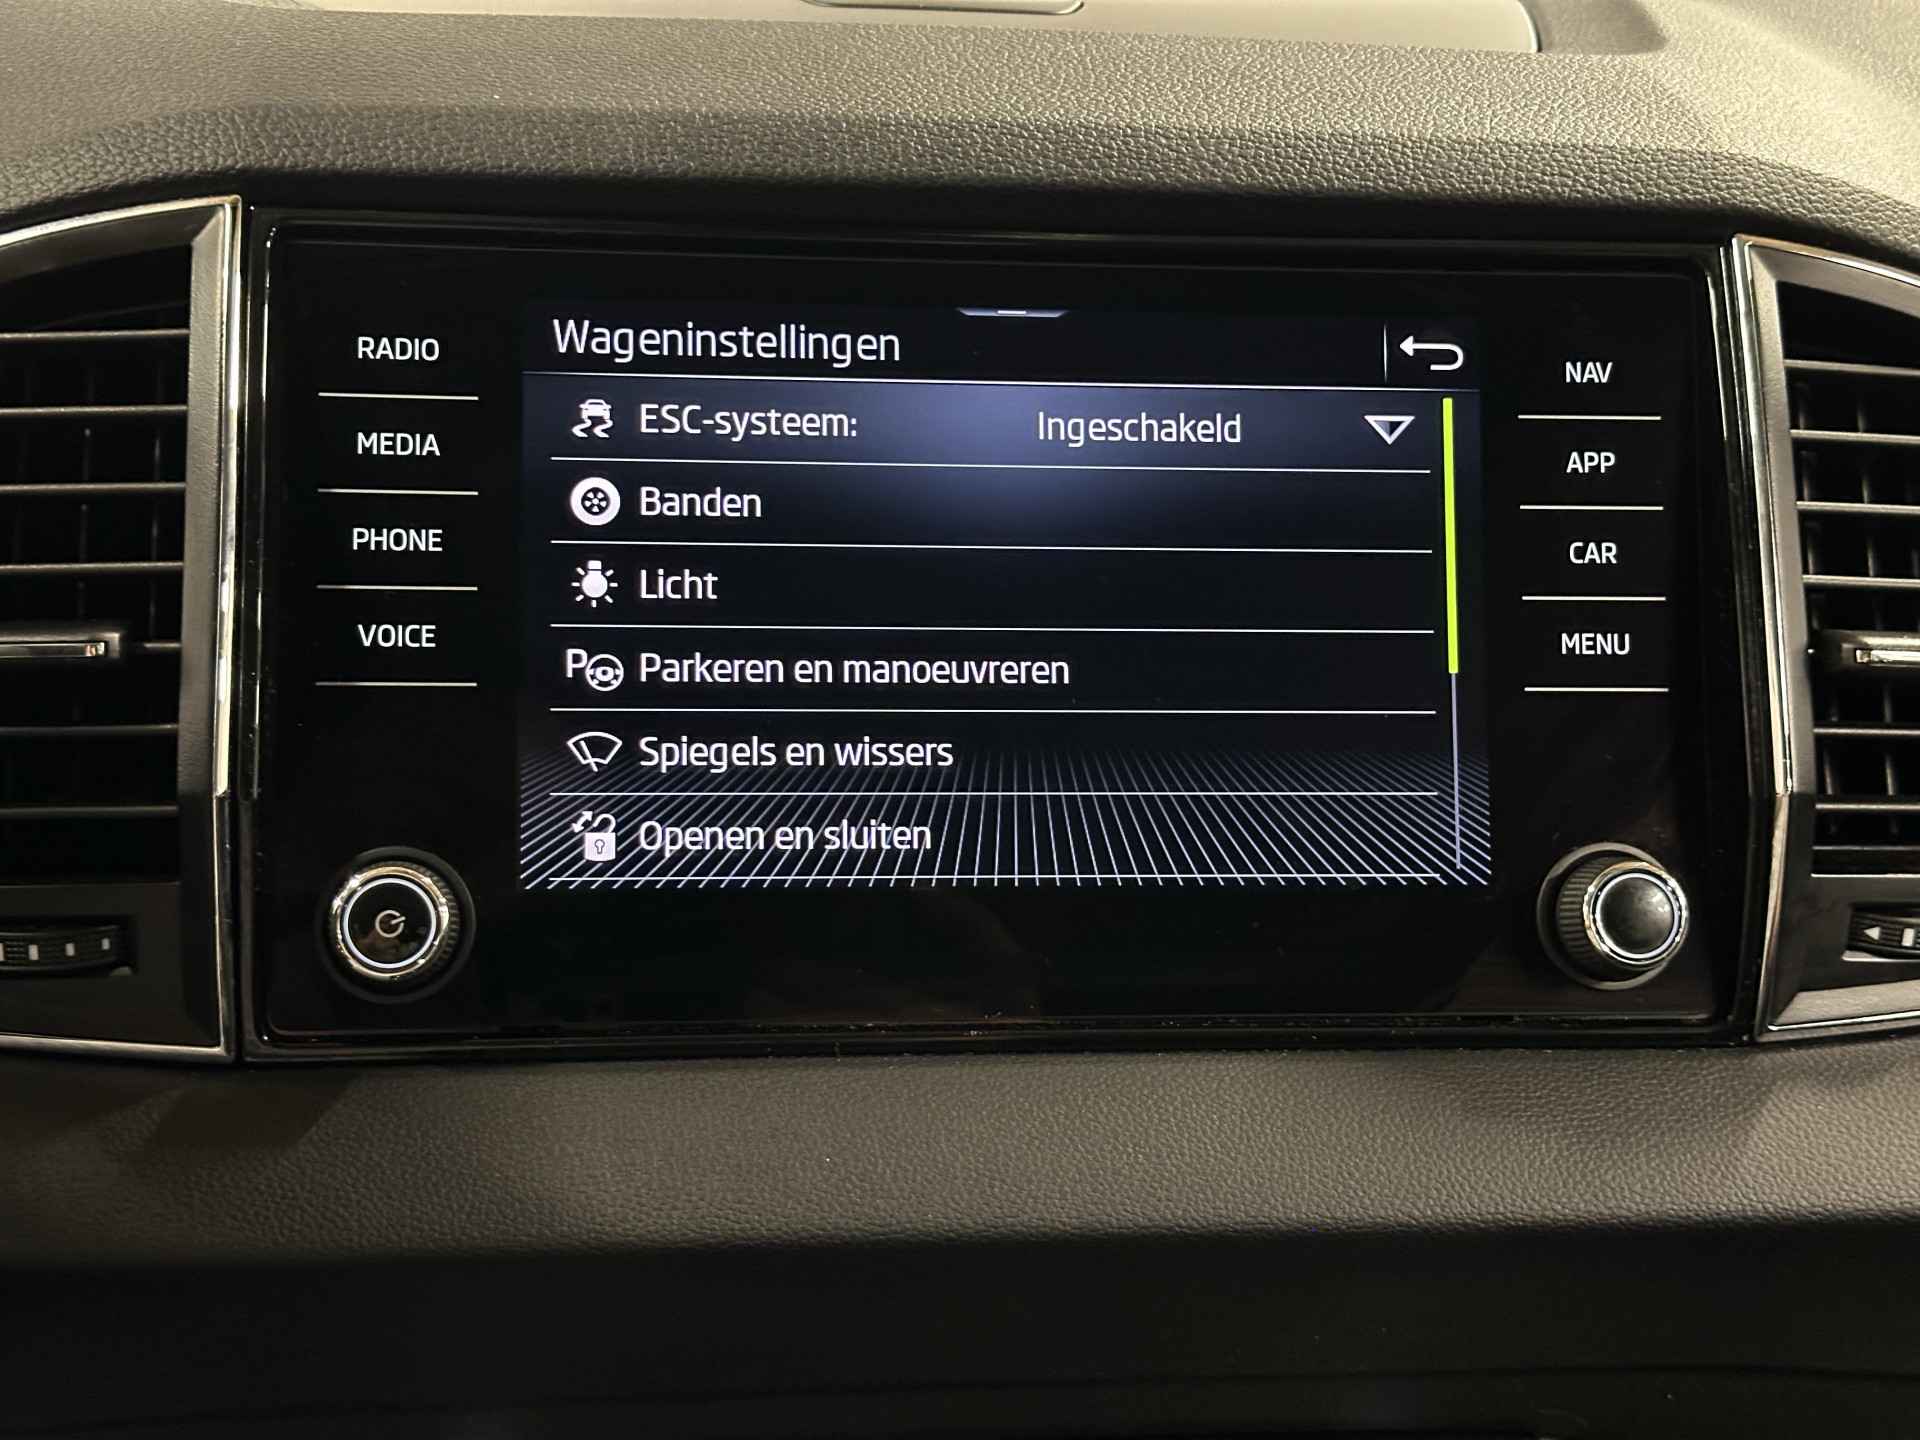 RADIO
MEDIA
PHONE
VOICE
Wageninstellingen
ESC-systeem: Ingeschakeld
Banden
Licht
P Parkeren en manoeuvreren
Spiegels en wissers
Openen en sluiten
NAV
APP
CAR
MENU